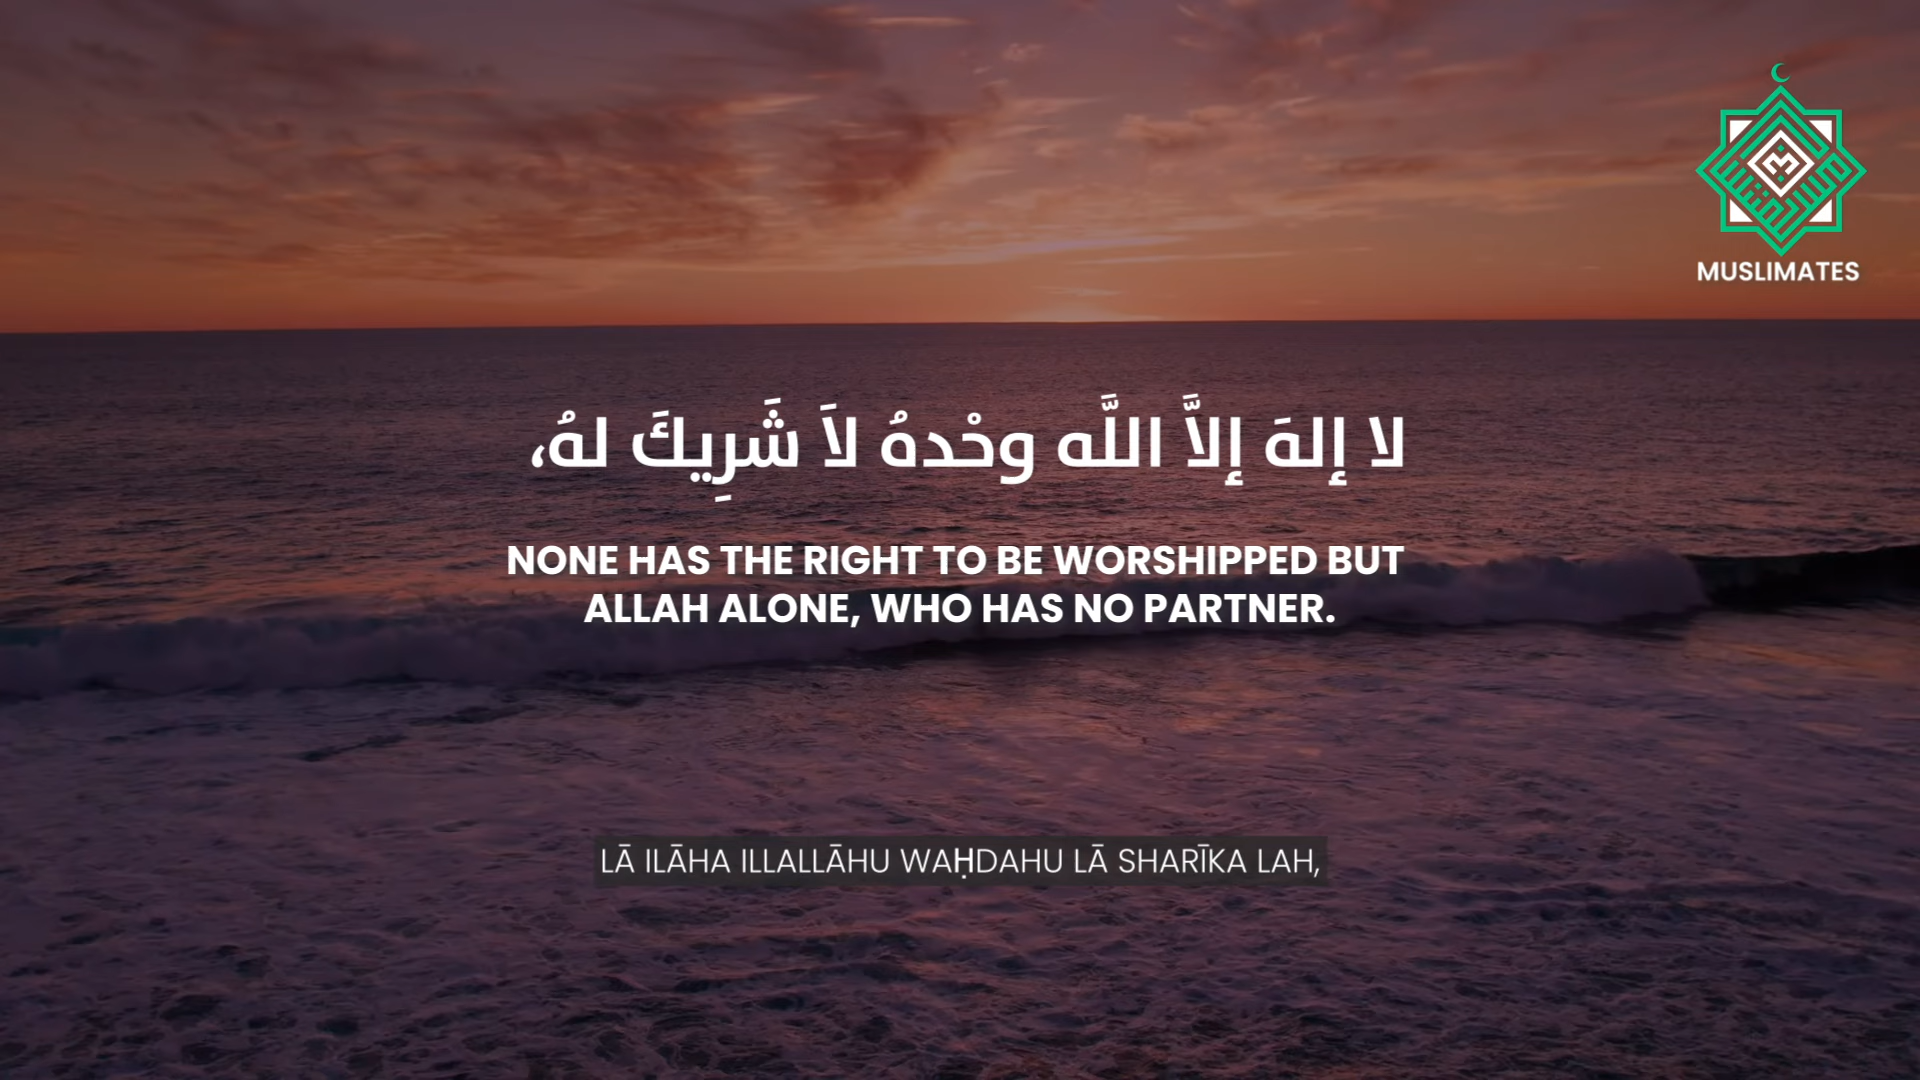 MUSLIMATES
لا إلهَ إلاَّ اللَّه وحْدهُ لاَ شَرِيكَ لهُ،
NONE HAS THE RIGHT TO BE WORSHIPPED BUT
ALLAH ALONE, WHO HAS NO PARTNER.
LĀ ILĀHA ILLALLĀHU WAḤDAHU LĀ SHARĪKA LAH,